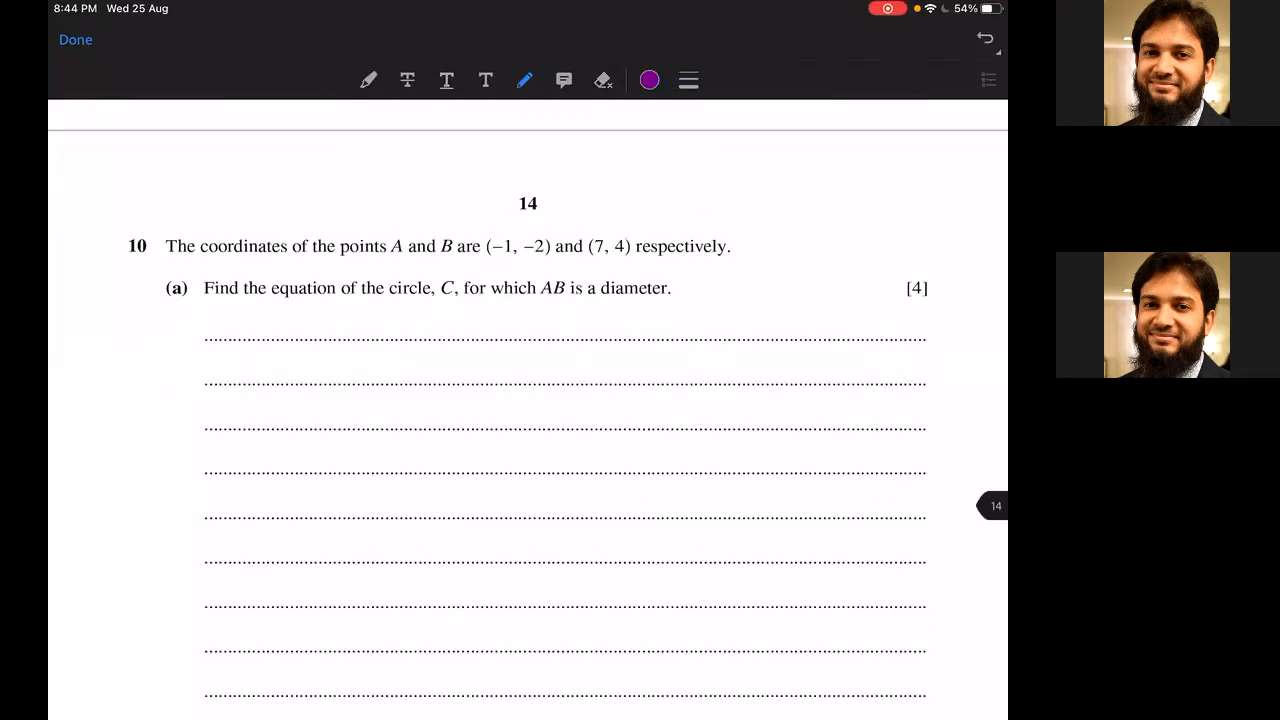 8:44 PM Wed 25 Aug
54%
Done
14
10 The coordinates of the points A and B are (−1, −2) and (7, 4) respectively.
(a) Find the equation of the circle, C, for which AB is a diameter. [4]
14